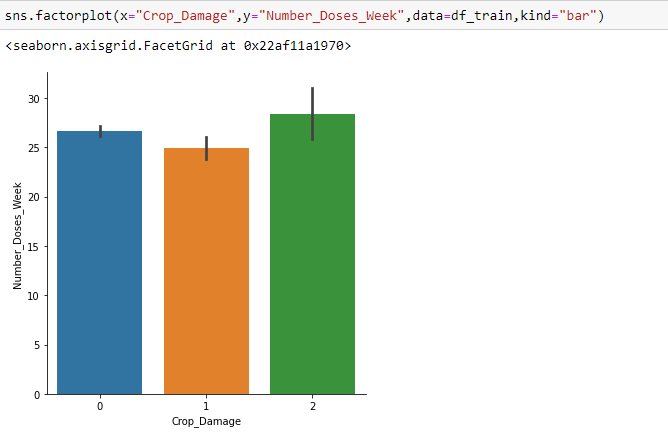 sns.factorplot(x="Crop_Damage",y="Number_Doses_Week",data=df_train,kind="bar")
<seaborn.axisgrid.FacetGrid at 0x22af11a1970>
30
25
20
15
10
5
0
Number_Doses_Week
0 1 2
Crop_Damage